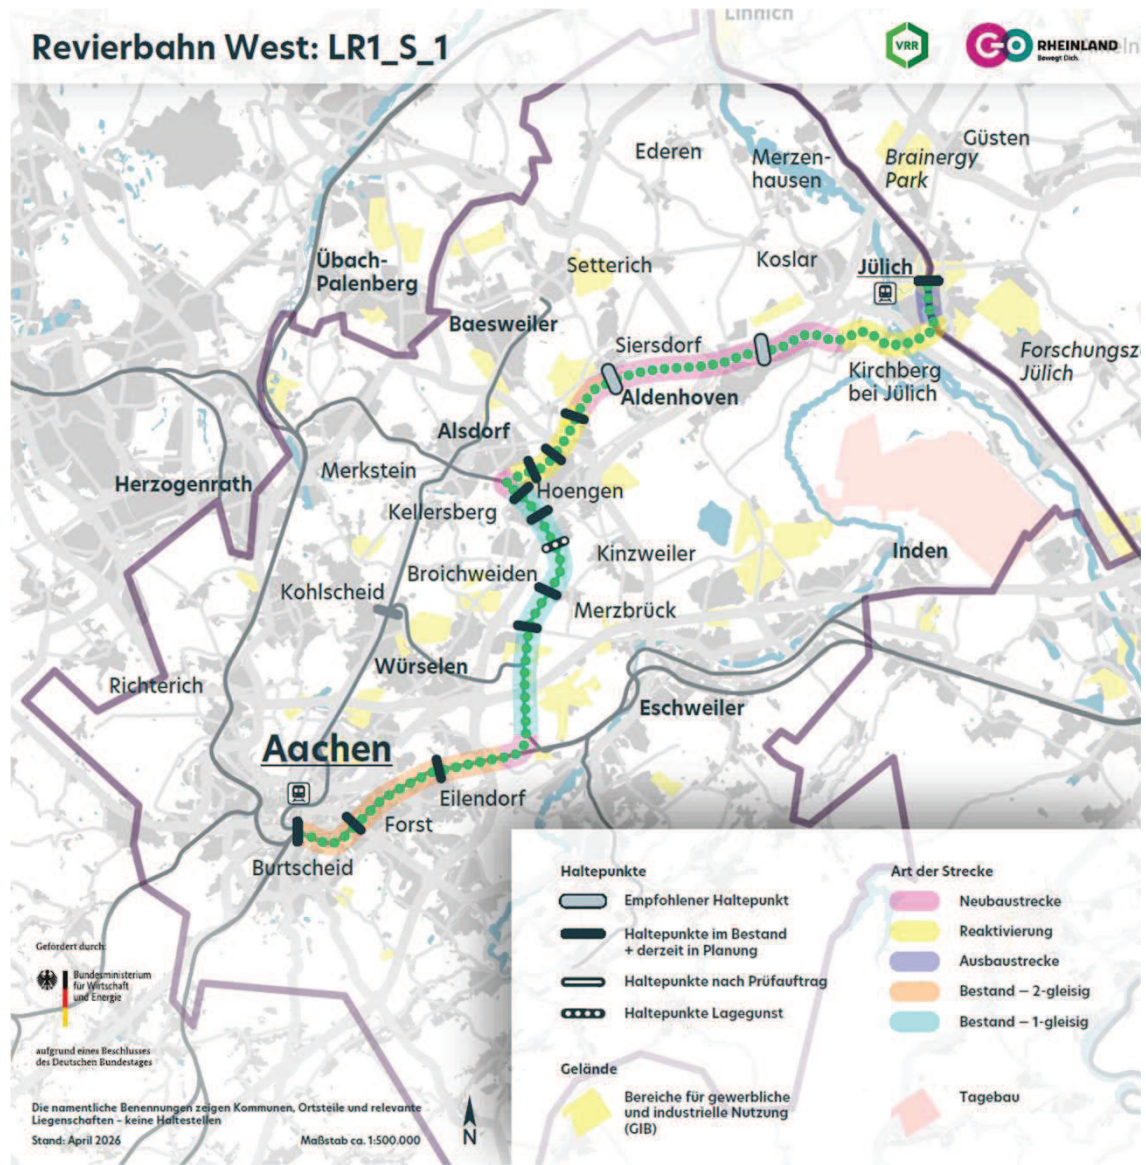 Linnich
Revierbahn West: LR1_S_1
VRR
GO RHEINLAND
Bewegt Dich.
Ederen
Merzen-
hausen
Brainergy
Park
Güsten
Übach-
Palenberg
Setterich
Koslar
Jülich
Baesweiler
Siersdorf
Forschungsz
Jülich
Kirchberg
bei Jülich
Aldenhoven
Alsdorf
Merkstein
Herzogenrath
Hoengen
Kellersberg
Kinzweiler
Inden
Broichweiden
Kohlscheid
Merzbrück
Würselen
Richterich
Eschweiler
Aachen
Eilendorf
Forst
Burtscheid
Haltepunkte
Empfohlener Haltepunkt
Haltepunkte im Bestand
+ derzeit in Planung
Haltepunkte nach Prüfauftrag
Haltepunkte Lagegunst
Art der Strecke
Neubaustrecke
Reaktivierung
Ausbaustrecke
Bestand – 2-gleisig
Bestand – 1-gleisig
Gelände
Bereiche für gewerbliche
und industrielle Nutzung
(GIB)
Tagebau
Gefördert durch:
Bundesministerium
für Wirtschaft
und Energie
aufgrund eines Beschlusses
des Deutschen Bundestages
Die namentliche Benennungen zeigen Kommunen, Ortsteile und relevante
Liegenschaften – keine Haltestellen
Stand: April 2026
Maßstab ca. 1:500.000
N